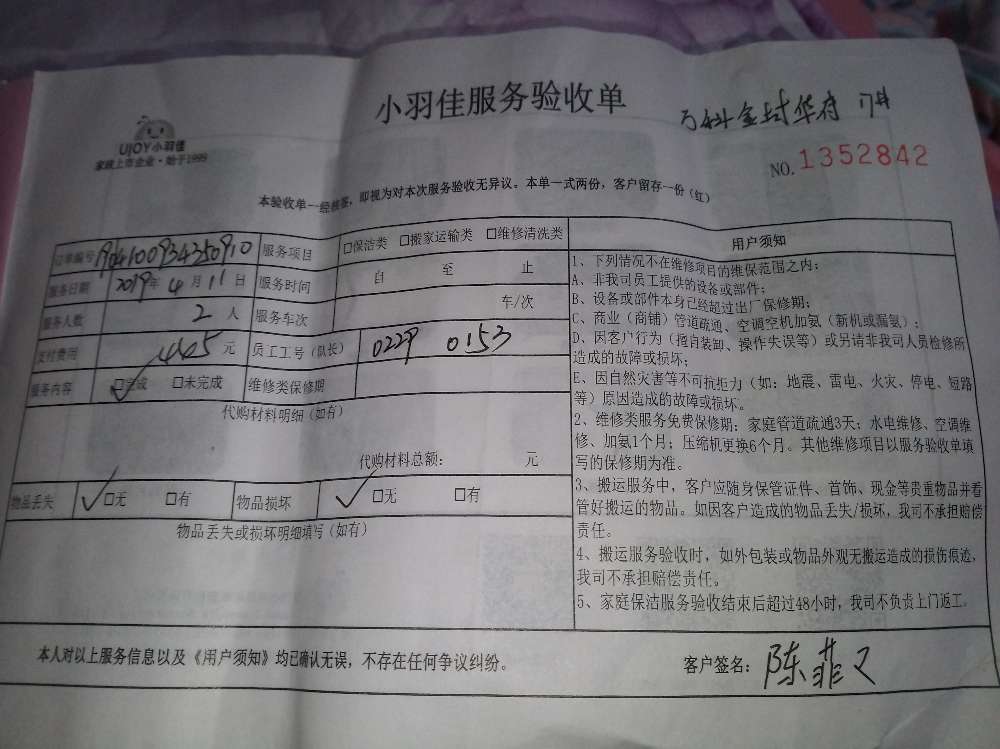 小羽佳服务验收单
UJOY小羽佳
家政上市企业·始于1999
NO.1352842
本验收单一经核签,即视为对本次服务验收无异议。本单一式两份,客户留存一份(红)
订单编号 服务项目 □保洁类 □搬家运输类 □维修清洗类
服务日期 2019年4月11日 服务时间 自 至 止
服务人数 2人 服务车次 车/次
支付费用 445元 员工工号(队长) 0229 0153
服务内容 ☑完成 □未完成 维修类保修期
代购材料明细(如有)
代购材料总额: 元
物品丢失 ☑无 □有 物品损坏 ☑无 □有
物品丢失或损坏明细填写(如有)
用户须知
1、下列情况不在维修项目的维保范围之内:
A、非我司员工提供的设备或部件;
B、设备或部件本身已经超过出厂保修期;
C、商业(商铺)管道疏通、空调空机加氨(新机或漏氨);
D、因客户行为(擅自装卸、操作失误等)或另请非我司人员检修所
造成的故障或损坏;
E、因自然灾害等不可抗拒力(如:地震、雷电、火灾、停电、短路
等)原因造成的故障或损坏。
2、维修类服务免费保修期:家庭管道疏通3天;水电维修、空调维
修、加氨1个月;压缩机更换6个月。其他维修项目以服务验收单填
写的保修期为准。
3、搬运服务中,客户应随身保管证件、首饰、现金等贵重物品并看
管好搬运的物品。如因客户造成的物品丢失/损坏,我司不承担赔偿
责任。
4、搬运服务验收时,如外包装或物品外观无搬运造成的损伤痕迹,
我司不承担赔偿责任。
5、家庭保洁服务验收结束后超过48小时,我司不负责上门返工。
本人对以上服务信息以及《用户须知》均已确认无误,不存在任何争议纠纷。
客户签名:陈菲